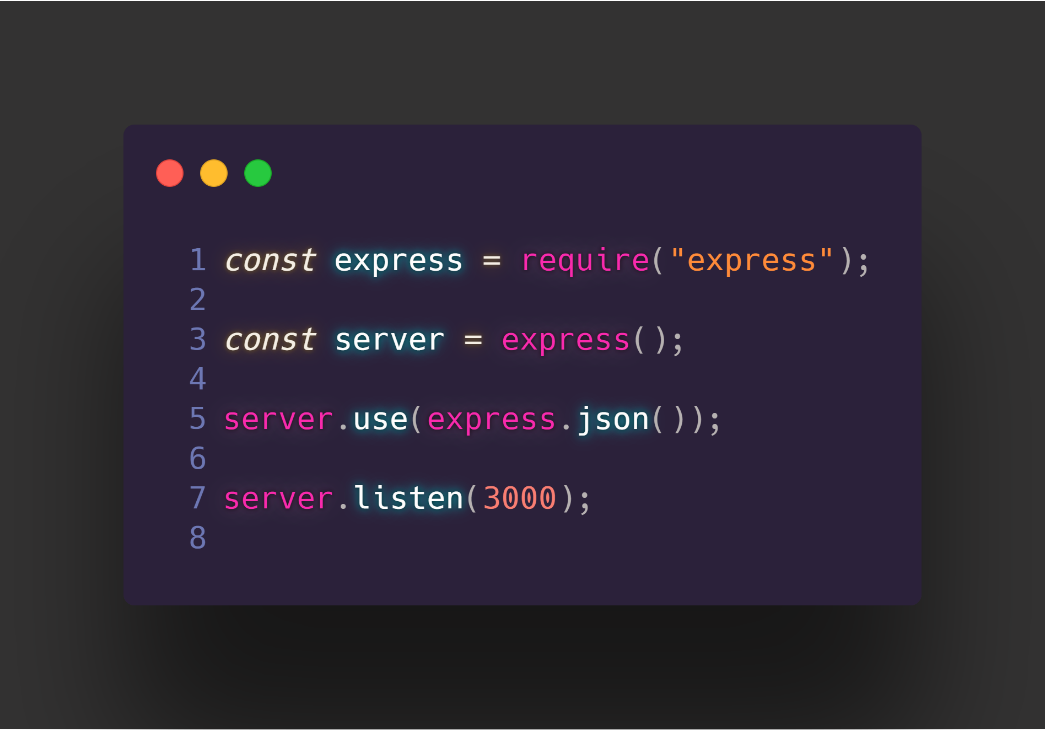 1 const express = require("express");
2
3 const server = express();
4
5 server.use(express.json());
6
7 server.listen(3000);
8